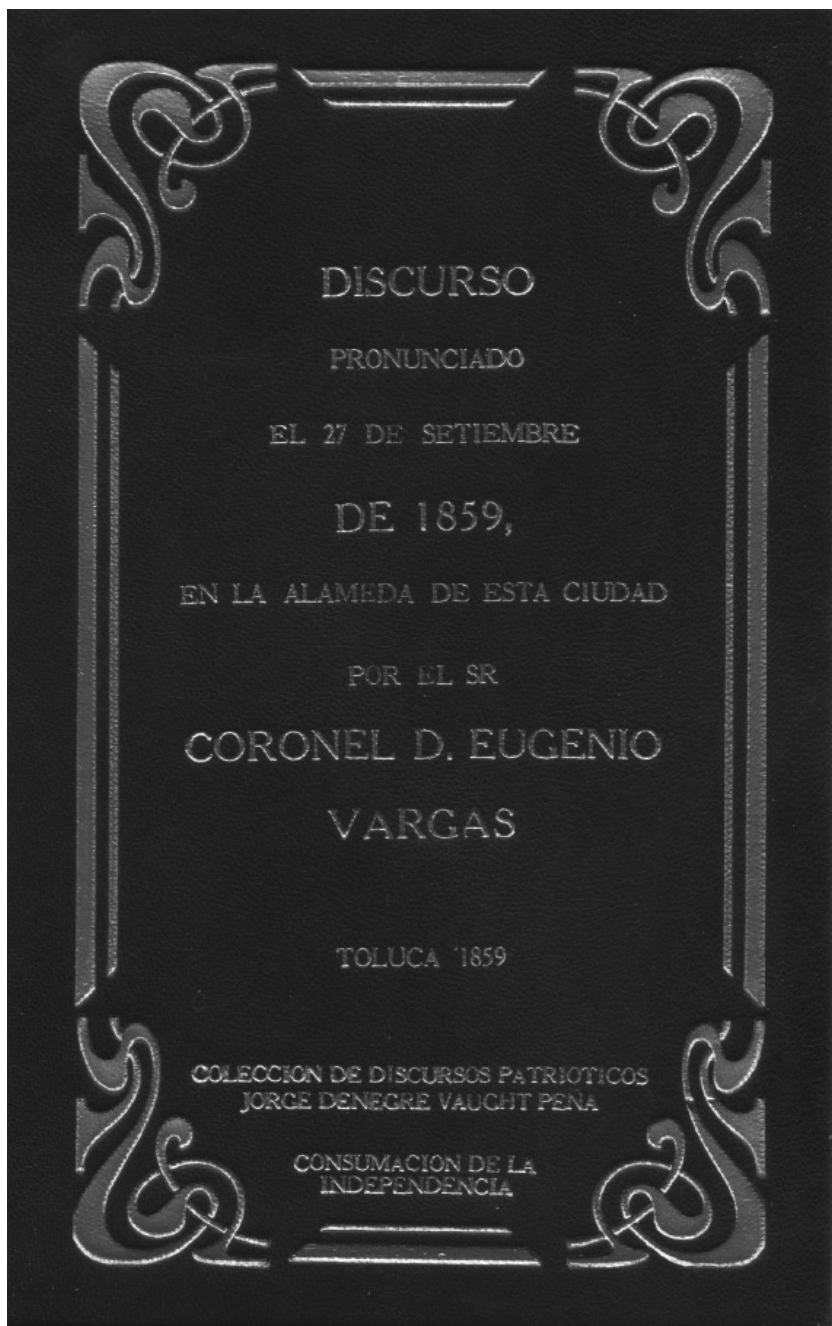 DISCURSO
PRONUNCIADO
EL 27 DE SETIEMBRE
DE 1859,
EN LA ALAMEDA DE ESTA CIUDAD
POR EL SR
CORONEL D. EUGENIO
VARGAS
TOLUCA 1859
COLECCION DE DISCURSOS PATRIOTICOS
JORGE DENEGRE VAUGHT PEÑA
CONSUMACION DE LA
INDEPENDENCIA